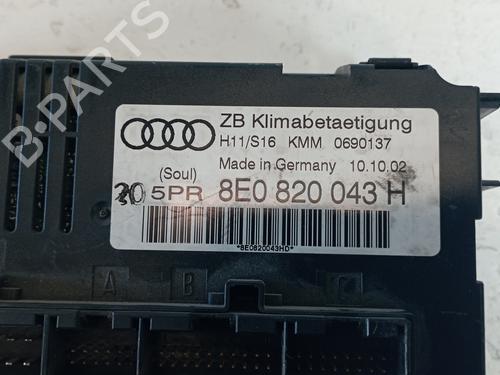 B-PARTS
ZB Klimabetaetigung
H11/S16 KMM 0690137
Made in Germany 10.10.02
(Soul)
20 5PR 8E0 820 043 H
*8E0820043HD*
A B C